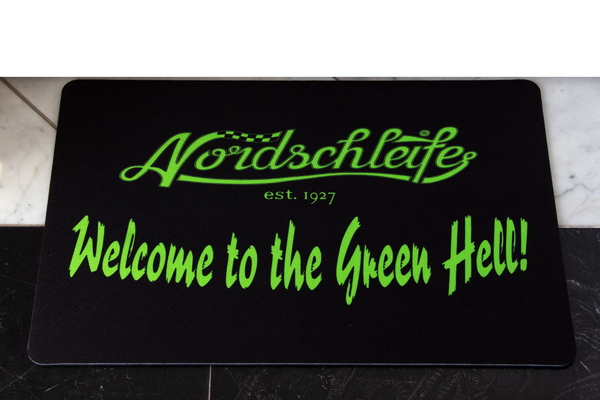 Nordschleife
est. 1927
Welcome to the Green Hell!